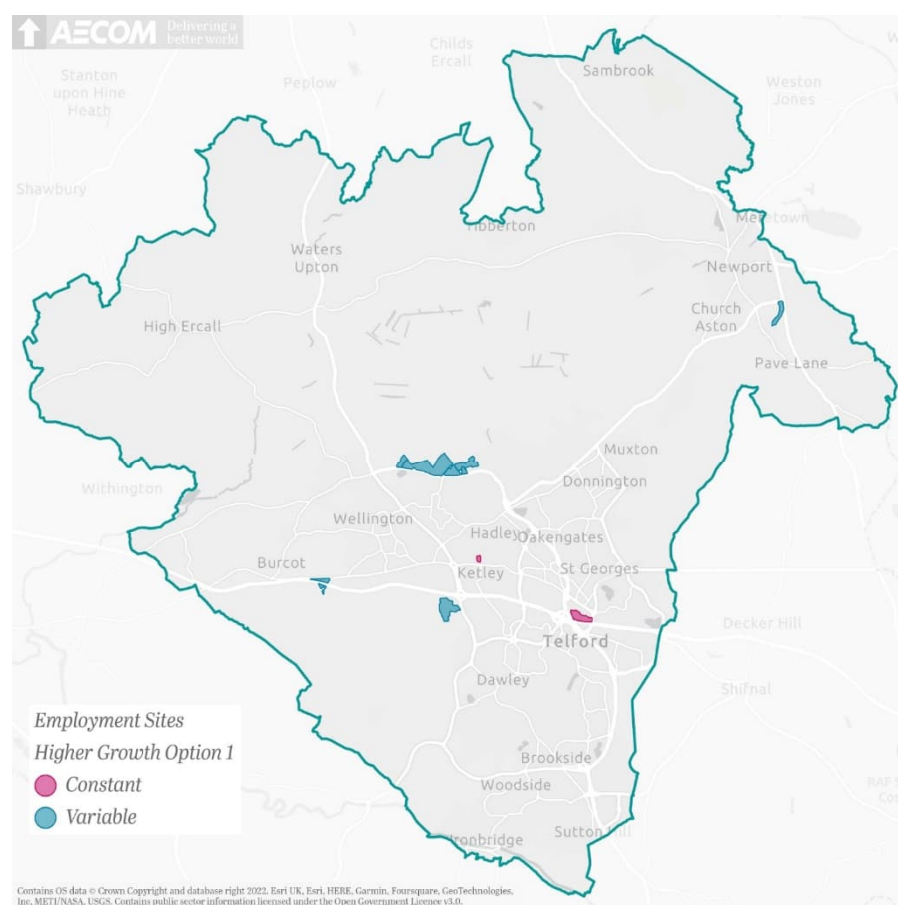 AECOM
Delivering a
better world
Childs
Ercall
Sambrook
Stanton
upon Hine
Heath
Peplow
Weston
Jones
Shawbury
Meretown
Tibberton
Waters
Upton
Newport
High Ercall
Church
Aston
Pave Lane
Muxton
Withington
Donnington
Wellington
Hadley
Oakengates
Burcot
Ketley
St Georges
Decker Hill
Telford
Dawley
Shifnal
Employment Sites
Higher Growth Option 1
Constant
Variable
Brookside
Woodside
RAF
Ironbridge
Sutton Hill
Contains OS data © Crown Copyright and database right 2022. Esri UK, Esri, HERE, Garmin, Foursquare, GeoTechnologies,
Inc, METI/NASA, USGS. Contains public sector information licensed under the Open Government Licence v3.0.